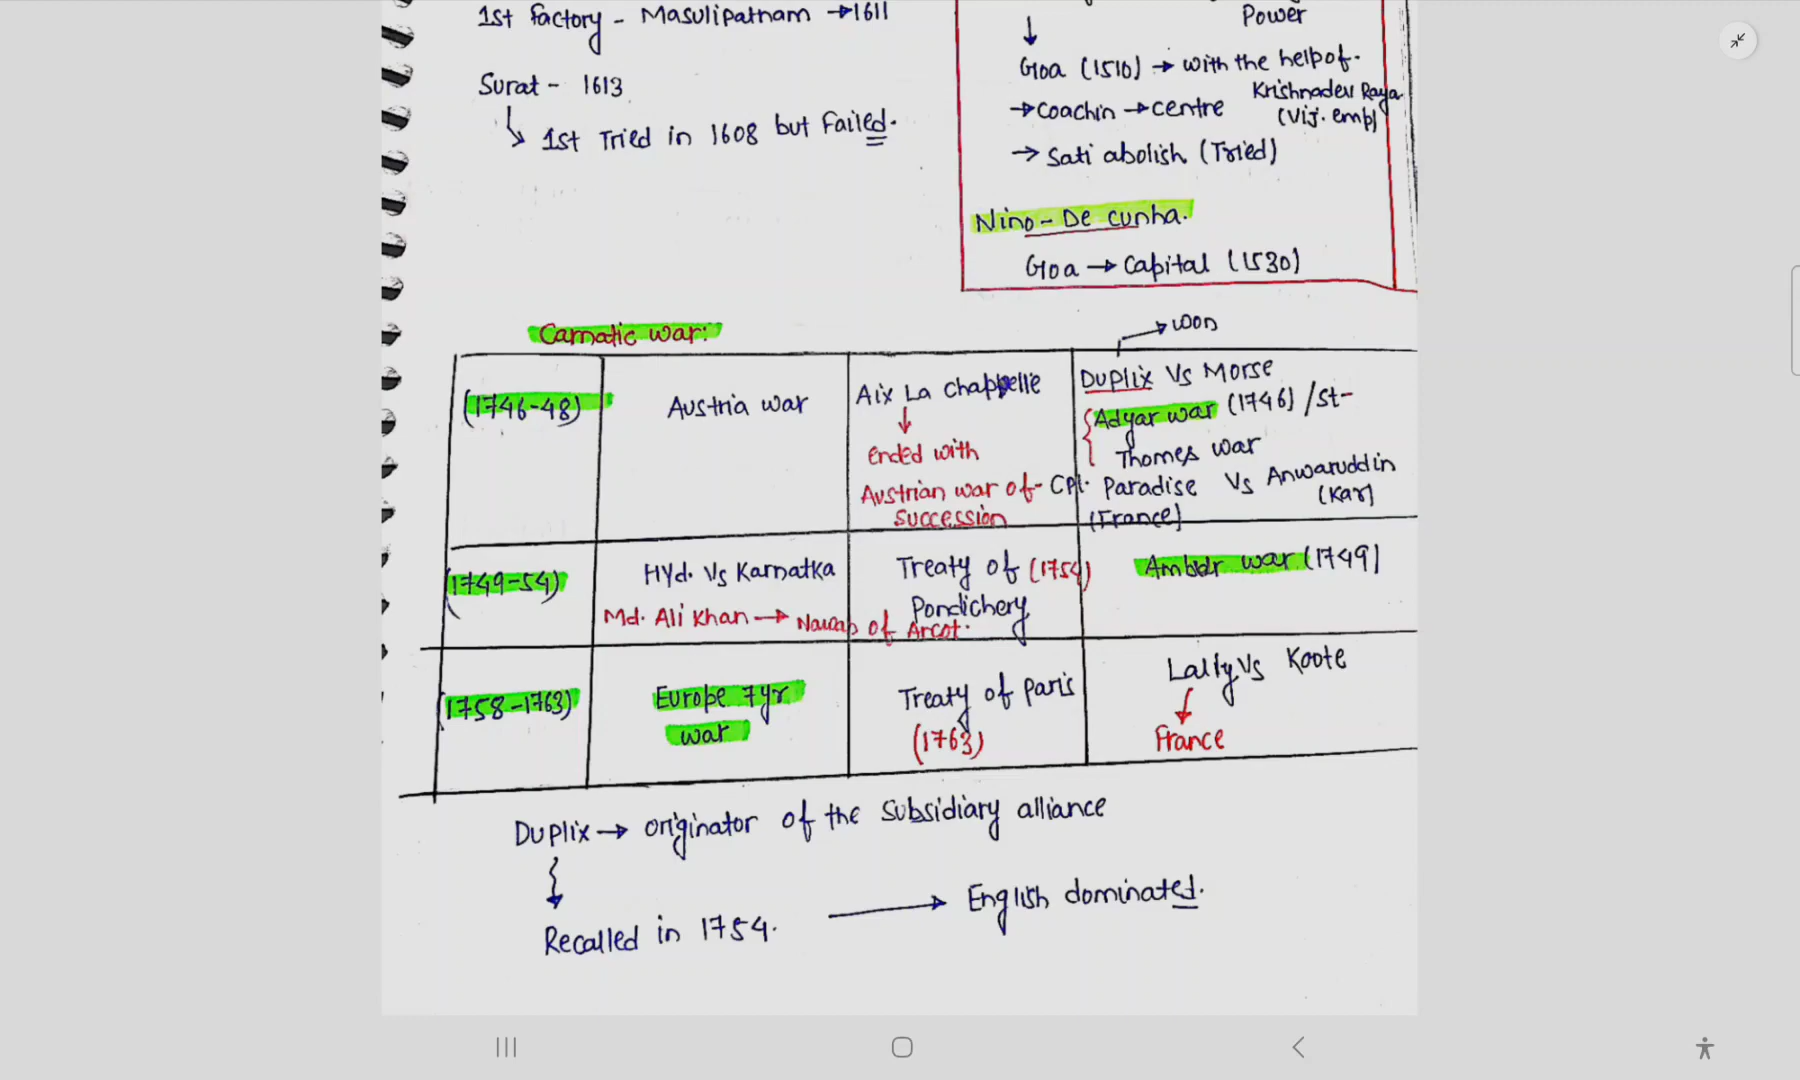 1st factory - Masulipatnam → 1611
Surat - 1613
1st Tried in 1608 but Failed.
Power
Goa (1510) → with the help of.
Krishnadev Raya
(Vij. emp)
→ Coachin → centre
→ Sati abolish (Tried)
Nino - De cunha.
Goa → Capital (1530)
Carnatic war:
→ won
(1746-48)
Austria war
Aix La chappelle
↓
Ended with
Austrian war of-
Succession
Duplix Vs Morse
Adyar war (1746) / St-
Thomes war
Cpt. Paradise Vs Anwaruddin
(France) (Kar)
(1749-54)
Hyd. Vs Karnatka
Md. Ali Khan → Nawab of Arcot.
Treaty of (1754)
Pondichery
Ambur war (1749)
(1758-1763)
Europe 7yr
war
Treaty of paris
(1763)
Lally Vs Koote
↓
France
Duplix → originator of the subsidiary alliance
Recalled in 1754. → English dominated.